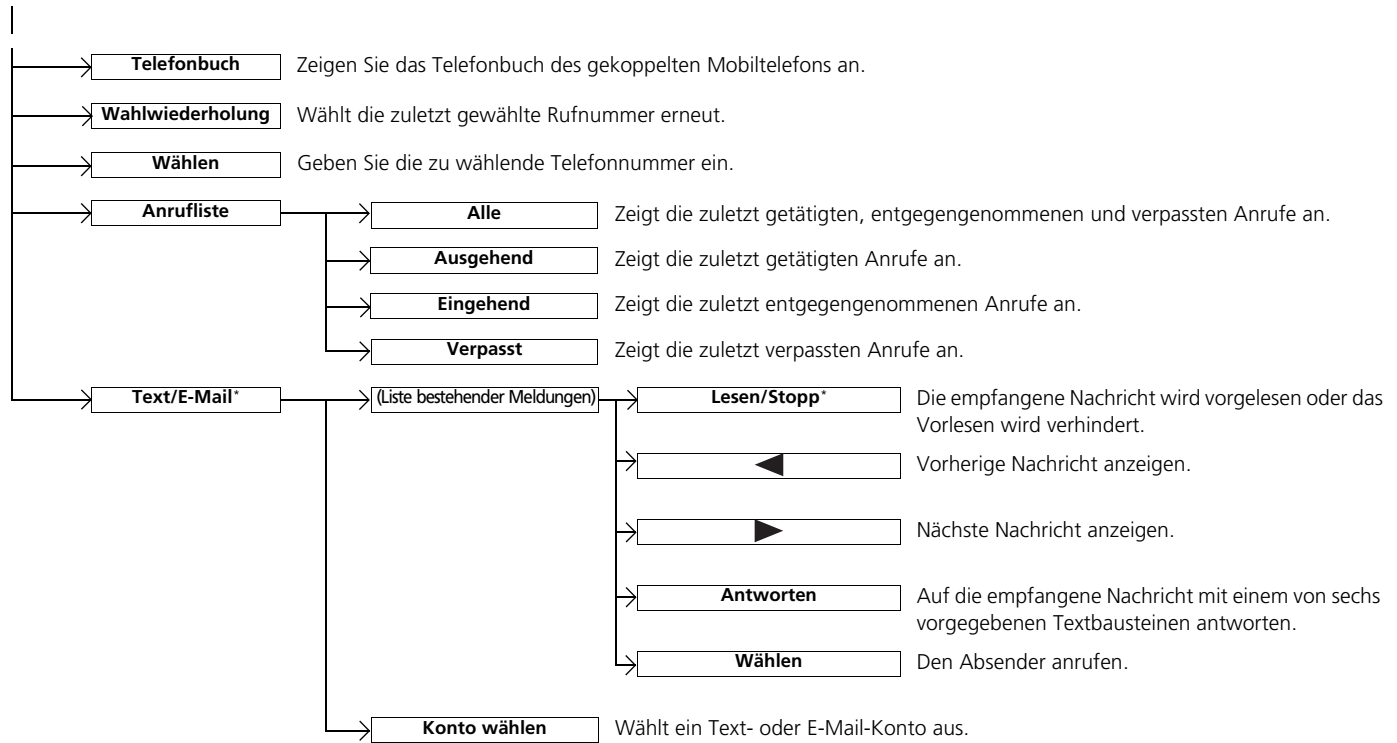 Telefonbuch Zeigen Sie das Telefonbuch des gekoppelten Mobiltelefons an.
Wahlwiederholung Wählt die zuletzt gewählte Rufnummer erneut.
Wählen Geben Sie die zu wählende Telefonnummer ein.
Anrufliste Alle Zeigt die zuletzt getätigten, entgegengenommenen und verpassten Anrufe an.
Ausgehend Zeigt die zuletzt getätigten Anrufe an.
Eingehend Zeigt die zuletzt entgegengenommenen Anrufe an.
Verpasst Zeigt die zuletzt verpassten Anrufe an.
Text/E-Mail* (Liste bestehender Meldungen) Lesen/Stopp* Die empfangene Nachricht wird vorgelesen oder das
Vorlesen wird verhindert.
Vorherige Nachricht anzeigen.
Nächste Nachricht anzeigen.
Antworten Auf die empfangene Nachricht mit einem von sechs
vorgegebenen Textbausteinen antworten.
Wählen Den Absender anrufen.
Konto wählen Wählt ein Text- oder E-Mail-Konto aus.